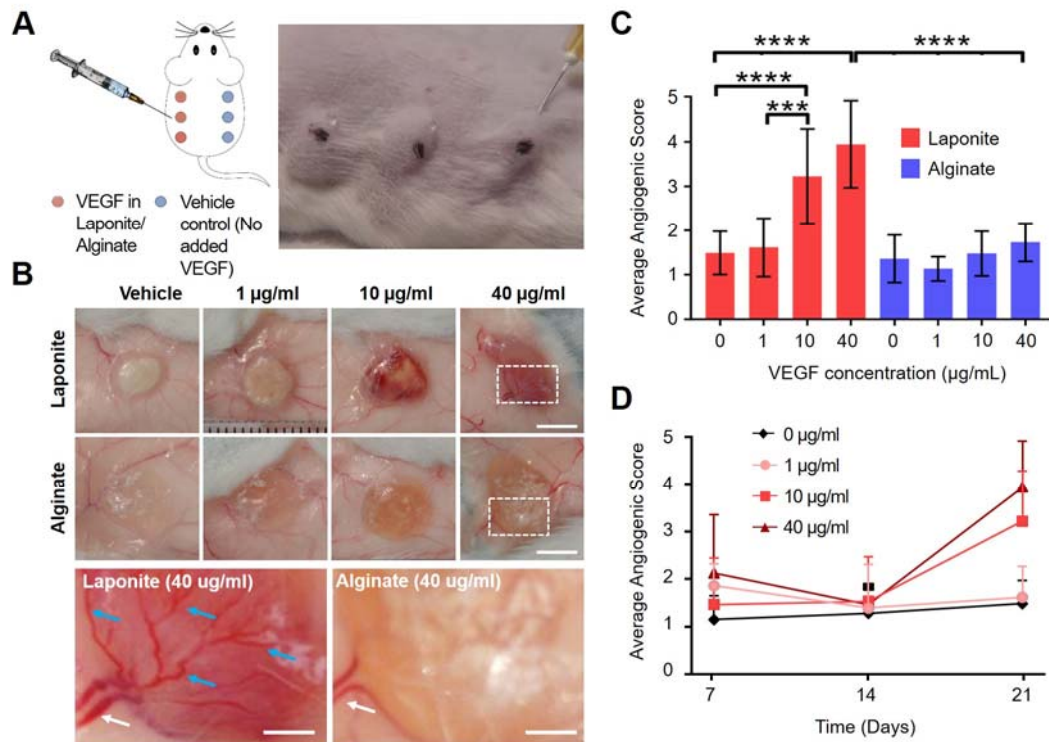 A
VEGF in
Laponite/
Alginate
Vehicle
control (No
added
VEGF)
B
Vehicle
1 µg/ml
10 µg/ml
40 µg/ml
Laponite
Alginate
Laponite (40 ug/ml)
Alginate (40 ug/ml)
C
****
****
****
***
Average Angiogenic Score
5
4
3
2
1
0
Laponite
Alginate
0 1 10 40 0 1 10 40
VEGF concentration (µg/mL)
D
Average Angiogenic Score
5
4
3
2
1
0
0 µg/ml
1 µg/ml
10 µg/ml
40 µg/ml
7 14 21
Time (Days)